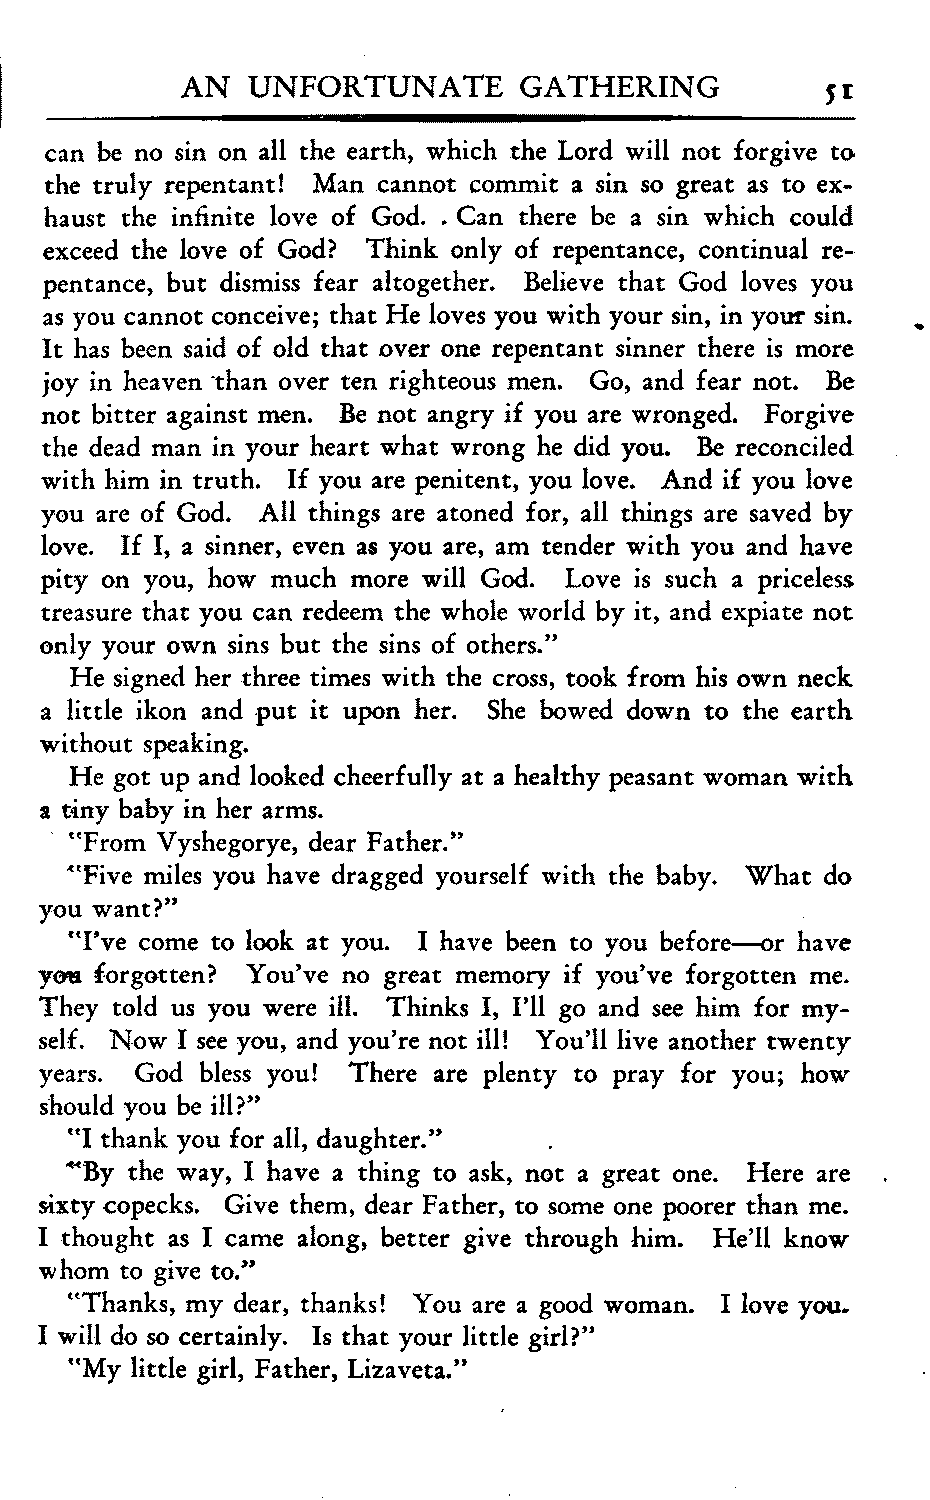 AN UNFORTUNATE GATHERING 51
can be no sin on all the earth, which the Lord will not forgive to
the truly repentant! Man cannot commit a sin so great as to ex-
haust the infinite love of God. . Can there be a sin which could
exceed the love of God? Think only of repentance, continual re-
pentance, but dismiss fear altogether. Believe that God loves you
as you cannot conceive; that He loves you with your sin, in your sin.
It has been said of old that over one repentant sinner there is more
joy in heaven than over ten righteous men. Go, and fear not. Be
not bitter against men. Be not angry if you are wronged. Forgive
the dead man in your heart what wrong he did you. Be reconciled
with him in truth. If you are penitent, you love. And if you love
you are of God. All things are atoned for, all things are saved by
love. If I, a sinner, even as you are, am tender with you and have
pity on you, how much more will God. Love is such a priceless
treasure that you can redeem the whole world by it, and expiate not
only your own sins but the sins of others."
He signed her three times with the cross, took from his own neck
a little ikon and put it upon her. She bowed down to the earth
without speaking.
He got up and looked cheerfully at a healthy peasant woman with
a tiny baby in her arms.
"From Vyshegorye, dear Father."
"Five miles you have dragged yourself with the baby. What do
you want?"
"I've come to look at you. I have been to you before—or have
you forgotten? You've no great memory if you've forgotten me.
They told us you were ill. Thinks I, I'll go and see him for my-
self. Now I see you, and you're not ill! You'll live another twenty
years. God bless you! There are plenty to pray for you; how
should you be ill?"
"I thank you for all, daughter."
"By the way, I have a thing to ask, not a great one. Here are
sixty copecks. Give them, dear Father, to some one poorer than me.
I thought as I came along, better give through him. He'll know
whom to give to."
"Thanks, my dear, thanks! You are a good woman. I love you.
I will do so certainly. Is that your little girl?"
"My little girl, Father, Lizaveta."